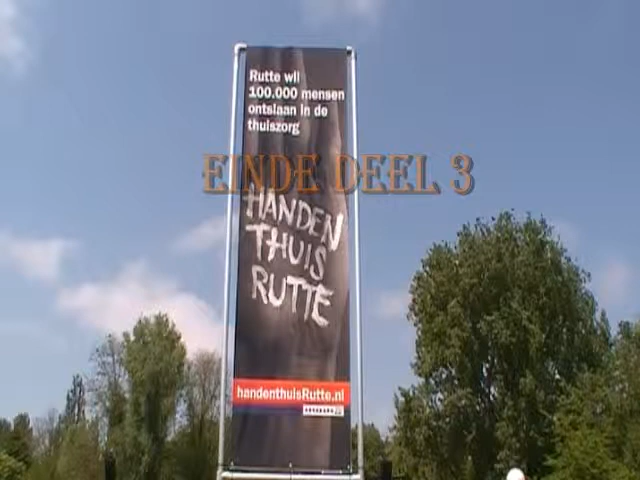 Rutte wil
100.000 mensen
ontslaan in de
thuiszorg
EINDE DEEL 3
HANDEN
THUIS
RUTTE
handenthuisRutte.nl